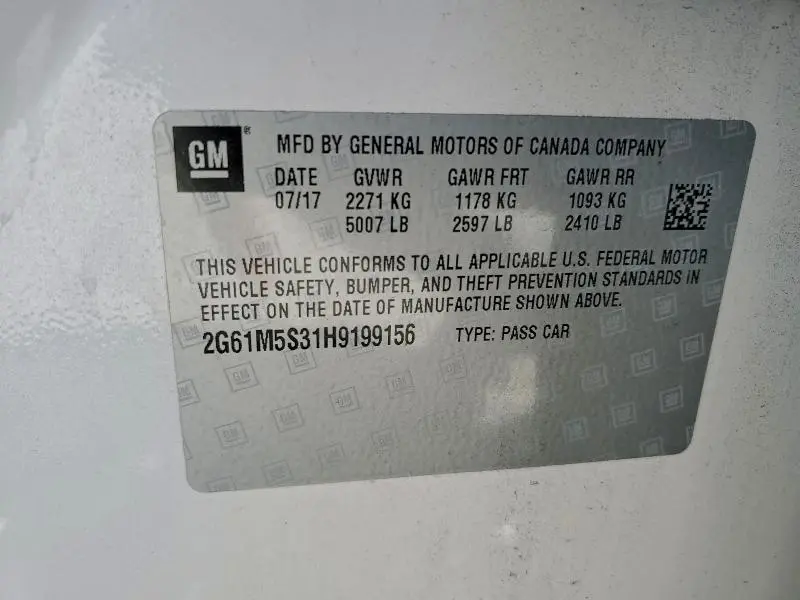 GM ® MFD BY GENERAL MOTORS OF CANADA COMPANY
DATE GVWR GAWR FRT GAWR RR
07/17 2271 KG 1178 KG 1093 KG
5007 LB 2597 LB 2410 LB
THIS VEHICLE CONFORMS TO ALL APPLICABLE U.S. FEDERAL MOTOR
VEHICLE SAFETY, BUMPER, AND THEFT PREVENTION STANDARDS IN
EFFECT ON THE DATE OF MANUFACTURE SHOWN ABOVE.
2G61M5S31H9199156 TYPE: PASS CAR